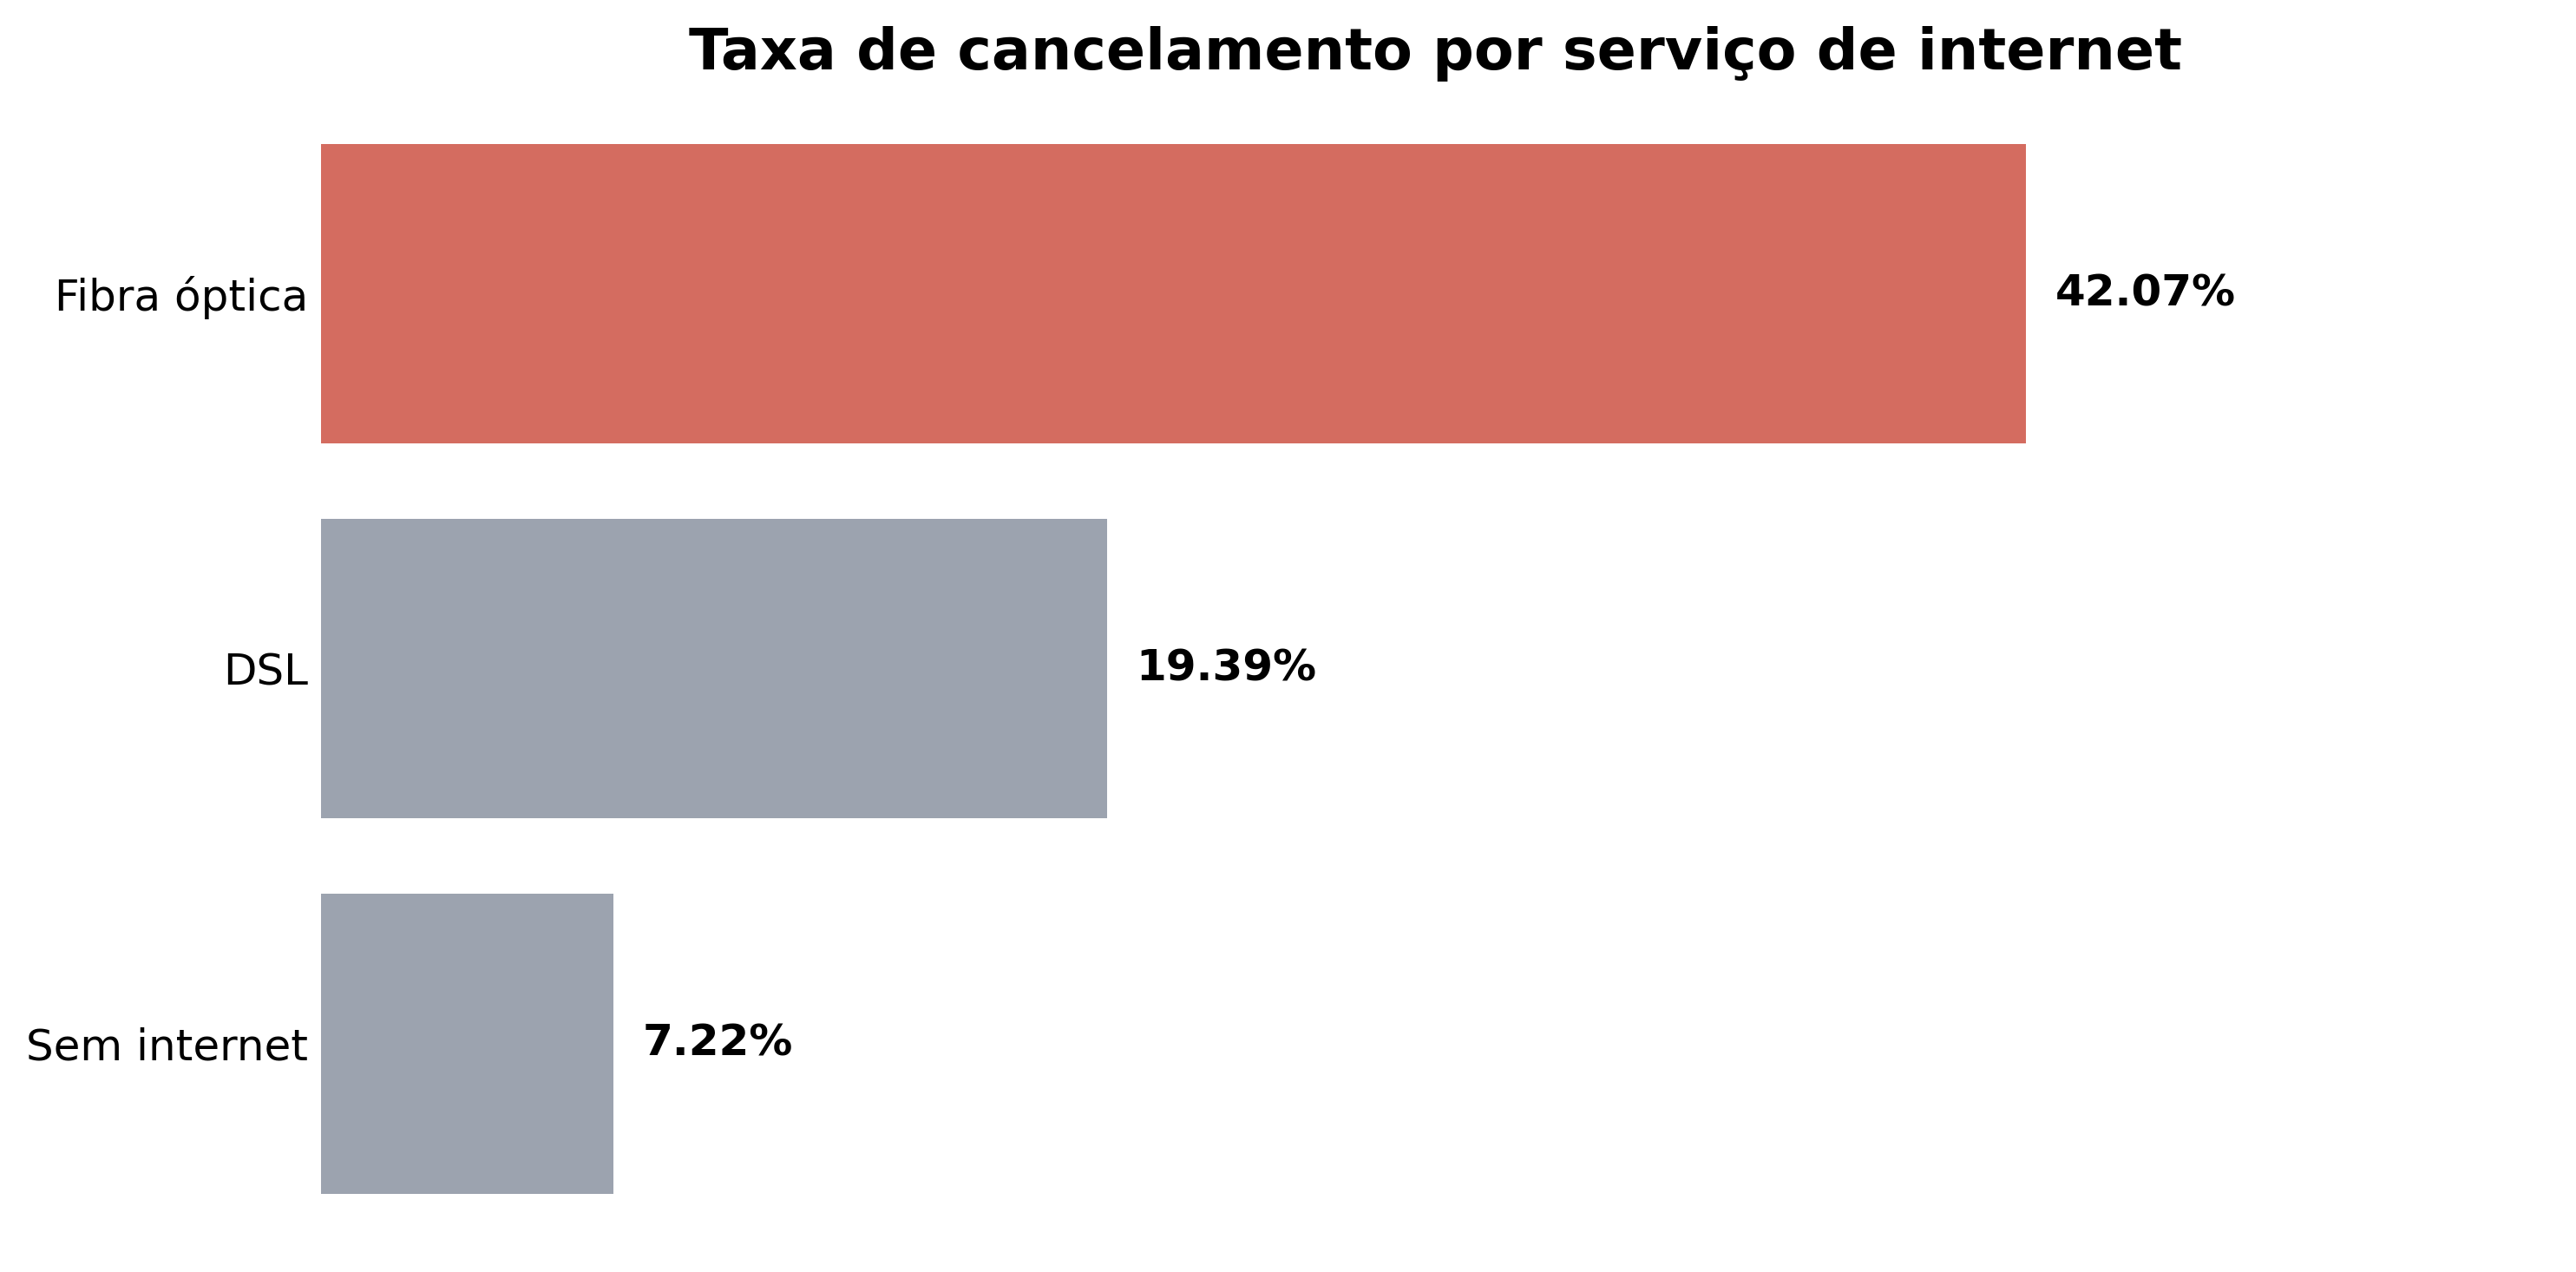 Taxa de cancelamento por serviço de internet
Fibra óptica 42.07%
DSL 19.39%
Sem internet 7.22%